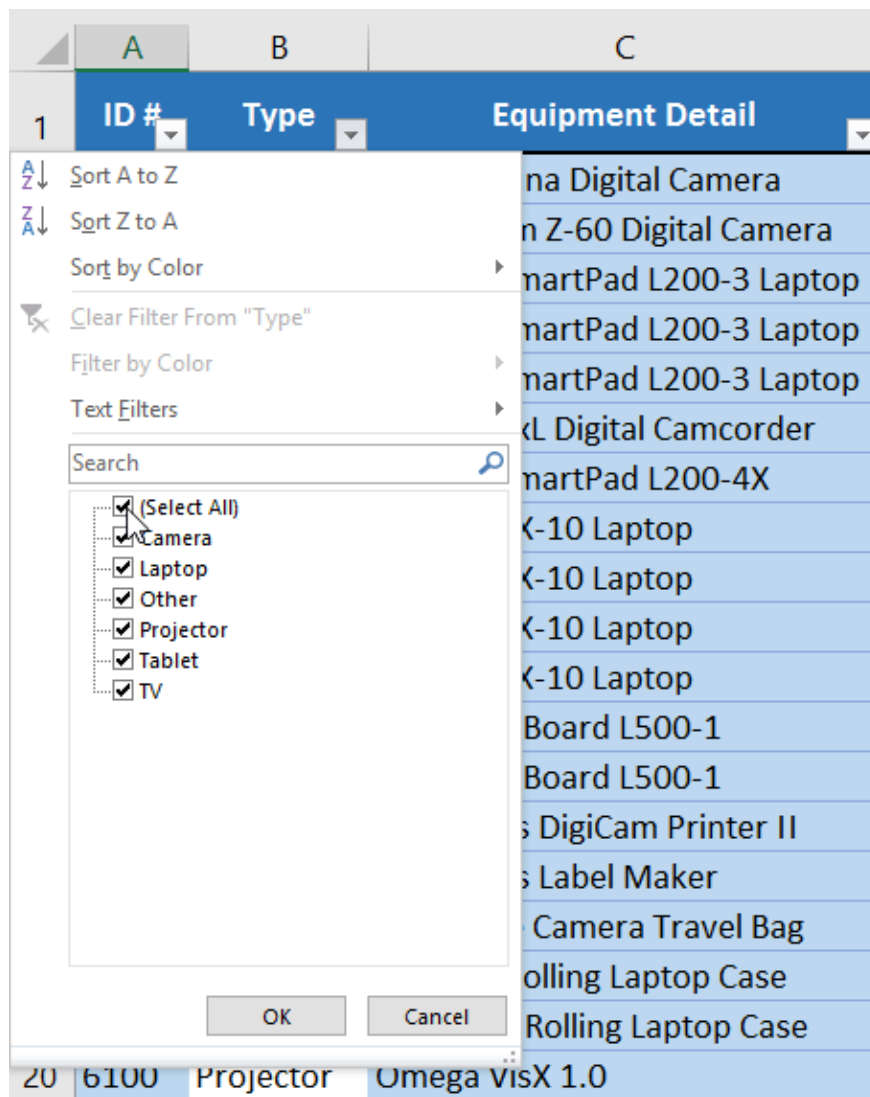 A B C
1 ID # Type Equipment Detail
Sort A to Z
Sort Z to A
Sort by Color
Clear Filter From "Type"
Filter by Color
Text Filters
Search
(Select All)
Camera
Laptop
Other
Projector
Tablet
TV
OK Cancel
na Digital Camera
Z-60 Digital Camera
martPad L200-3 Laptop
martPad L200-3 Laptop
martPad L200-3 Laptop
L Digital Camcorder
martPad L200-4X
X-10 Laptop
X-10 Laptop
X-10 Laptop
X-10 Laptop
Board L500-1
Board L500-1
s DigiCam Printer II
s Label Maker
Camera Travel Bag
olling Laptop Case
Rolling Laptop Case
20 6100 Projector Omega VisX 1.0